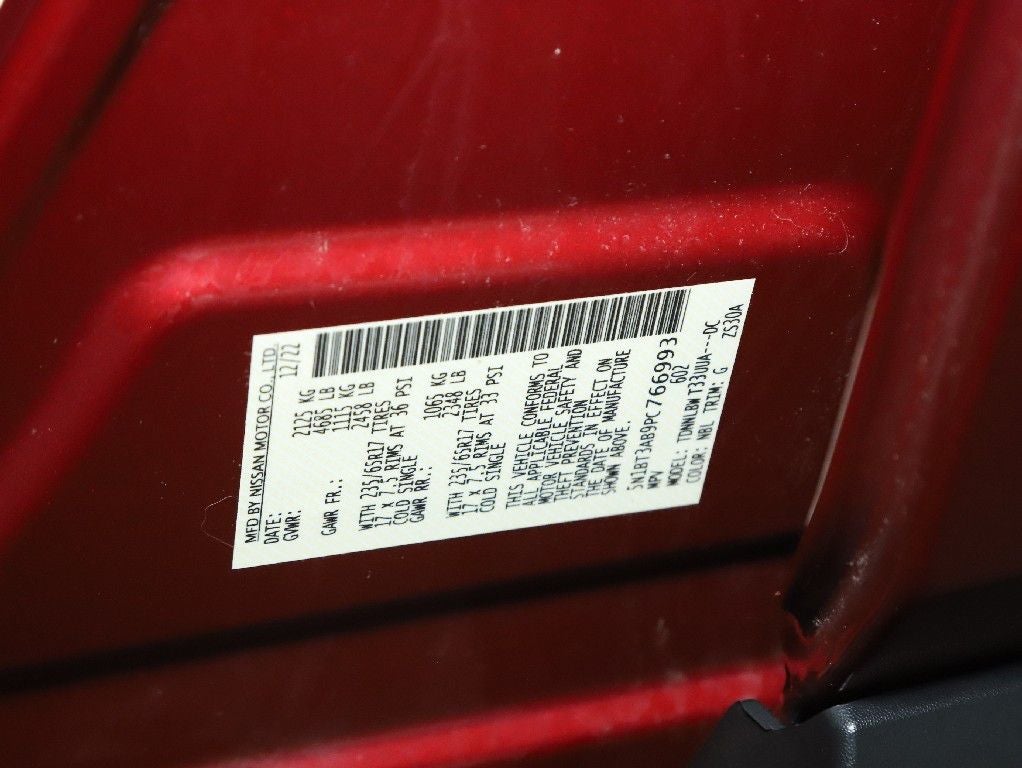 MFD BY NISSAN MOTOR CO., LTD.
DATE: 12/22
GVWR: 2125 KG
4685 LB
GAWR FR.: 1115 KG
2458 LB
WITH 235/65R17 TIRES
17 X 7.5 RIMS AT 36 PSI
COLD SINGLE
GAWR RR.: 1065 KG
2348 LB
WITH 235/65R17 TIRES
17 X 7.5 RIMS AT 33 PSI
COLD SINGLE
THIS VEHICLE CONFORMS TO
ALL APPLICABLE FEDERAL
MOTOR VEHICLE SAFETY AND
THEFT PREVENTION
STANDARDS IN EFFECT ON
THE DATE OF MANUFACTURE
SHOWN ABOVE.
5N1BT3AB9PC766993
MPV 6D2
MODEL: TDNNLBW T33UUA---DC
COLOR: NBL TRIM: G ZS30A